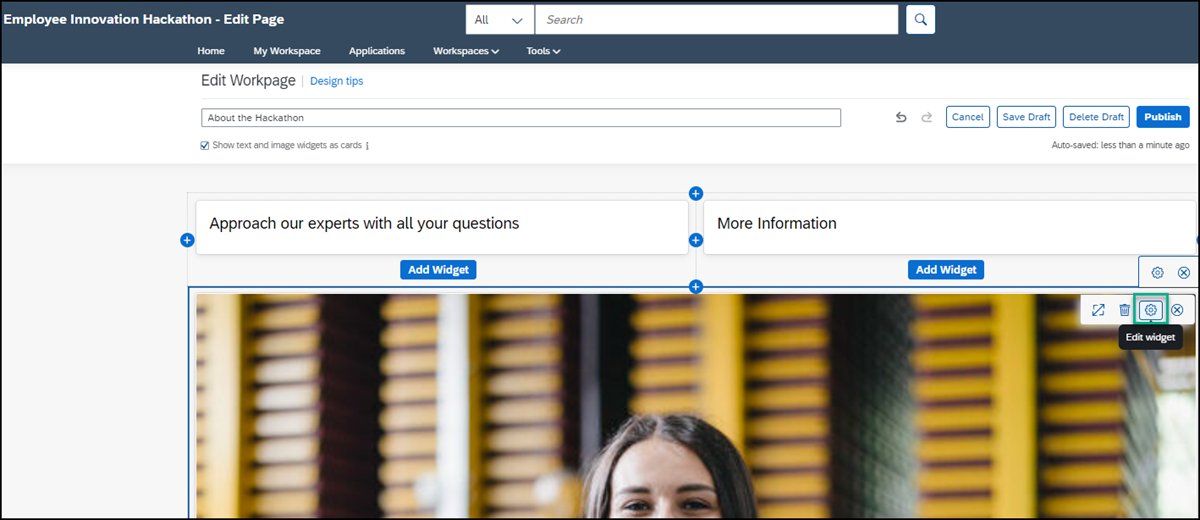 Employee Innovation Hackathon - Edit Page
All
Search
Home My Workspace Applications Workspaces Tools
Edit Workpage Design tips
About the Hackathon
Cancel Save Draft Delete Draft Publish
Show text and image widgets as cards i
Auto-saved: less than a minute ago
Approach our experts with all your questions
More Information
Add Widget Add Widget
Edit widget